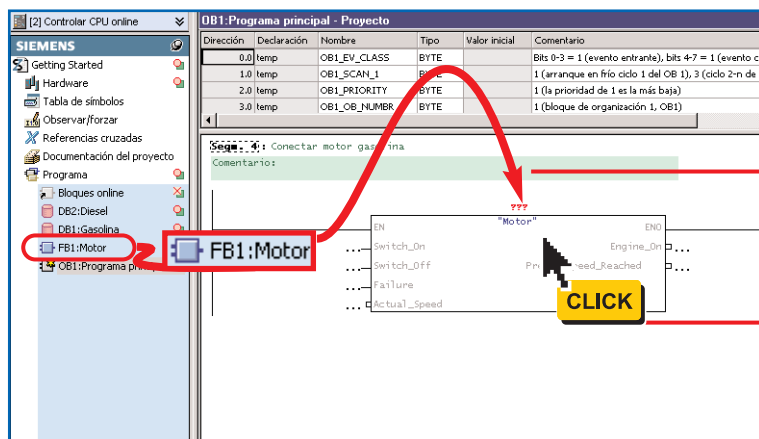 [2] Controlar CPU online
OB1:Programa principal - Proyecto
SIEMENS
Getting Started
Hardware
Tabla de símbolos
Observar/forzar
Referencias cruzadas
Documentación del proyecto
Programa
Bloques online
DB2:Diesel
DB1:Gasolina
FB1:Motor
OB1:Programa
Dirección Declaración Nombre Tipo Valor inicial Comentario
0.0 temp OB1_EV_CLASS BYTE Bits 0-3 = 1 (evento entrante), bits 4-7 = 1 (evento c
1.0 temp OB1_SCAN_1 BYTE 1 (arranque en frío ciclo 1 del OB 1), 3 (ciclo 2-n de
2.0 temp OB1_PRIORITY BYTE 1 (la prioridad de 1 es la más baja)
3.0 temp OB1_OB_NUMBR BYTE 1 (bloque de organización 1, OB1)
Segm. 4: Conectar motor gasolina
Comentario:
???
"Motor"
EN ENO
...Switch_On Engine_On...
...Switch_Off
...Failure
...Actual_Speed
FB1:Motor
CLICK